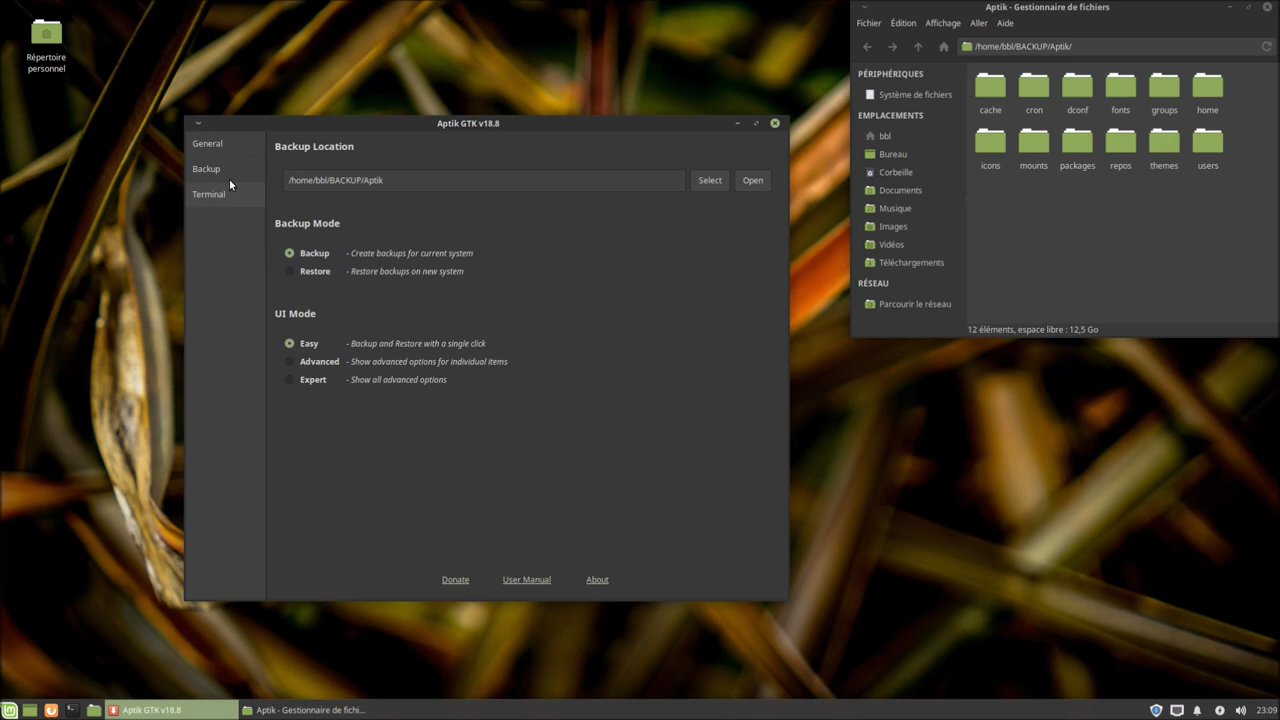 Répertoire
personnel
Aptik GTK v18.8
General
Backup
Terminal
Backup Location
/home/bbl/BACKUP/Aptik
Select
Open
Backup Mode
Backup - Create backups for current system
Restore - Restore backups on new system
UI Mode
Easy - Backup and Restore with a single click
Advanced - Show advanced options for individual items
Expert - Show all advanced options
Donate
User Manual
About
Aptik - Gestionnaire de fichiers
Fichier Édition Affichage Aller Aide
/home/bbl/BACKUP/Aptik/
PÉRIPHÉRIQUES
Système de fichiers
EMPLACEMENTS
bbl
Bureau
Corbeille
Documents
Musique
Images
Vidéos
Téléchargements
RÉSEAU
Parcourir le réseau
cache cron dconf fonts groups home
icons mounts packages repos themes users
12 éléments, espace libre : 12,5 Go
Aptik GTK v18.8
Aptik - Gestionnaire de fichi...
23:09